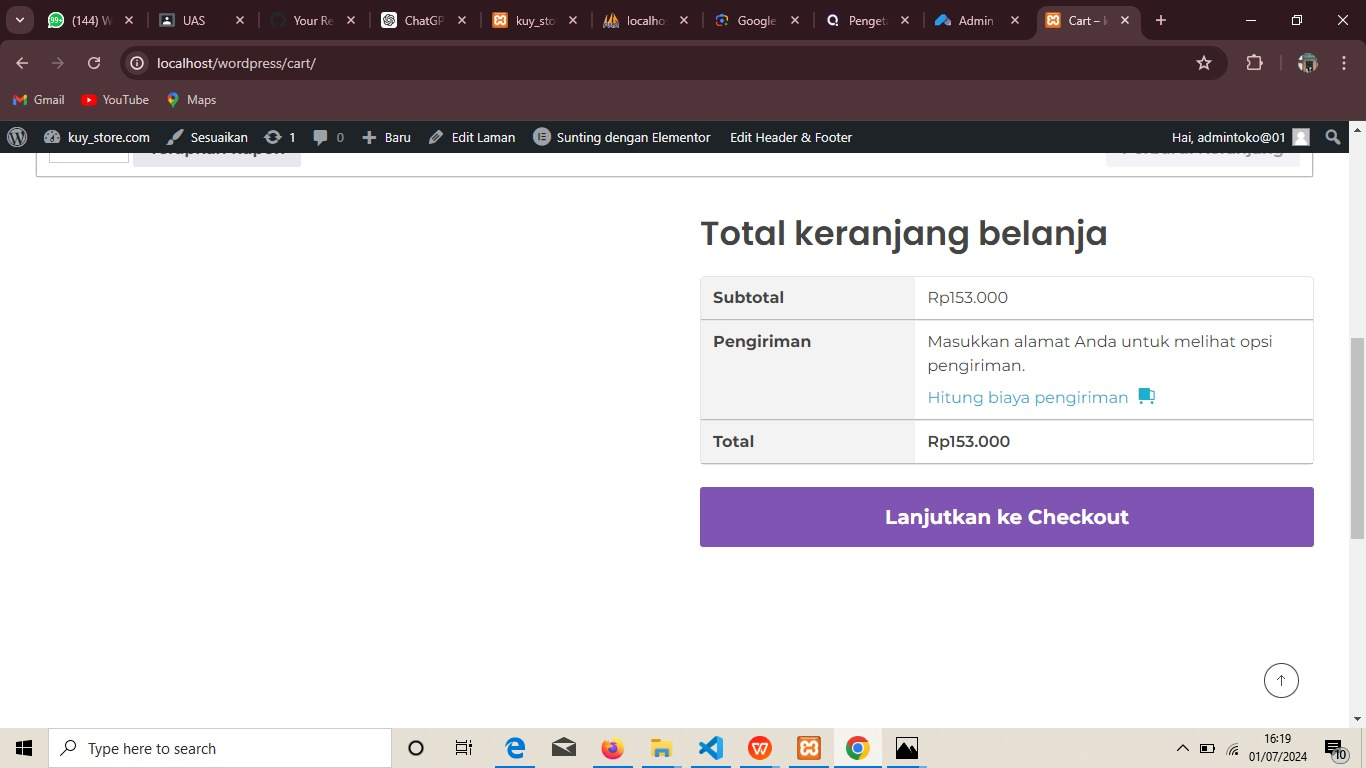 (144) W
UAS
Your Re
ChatGP
kuy_sto
localho
Google
Penget
Admin
Cart – k
localhost/wordpress/cart/
Gmail
YouTube
Maps
kuy_store.com
Sesuaikan
1
0
Baru
Edit Laman
Sunting dengan Elementor
Edit Header & Footer
Hai, admintoko@01
Total keranjang belanja
Subtotal
Rp153.000
Pengiriman
Masukkan alamat Anda untuk melihat opsi
pengiriman.
Hitung biaya pengiriman
Total
Rp153.000
Lanjutkan ke Checkout
Type here to search
16:19
01/07/2024
10